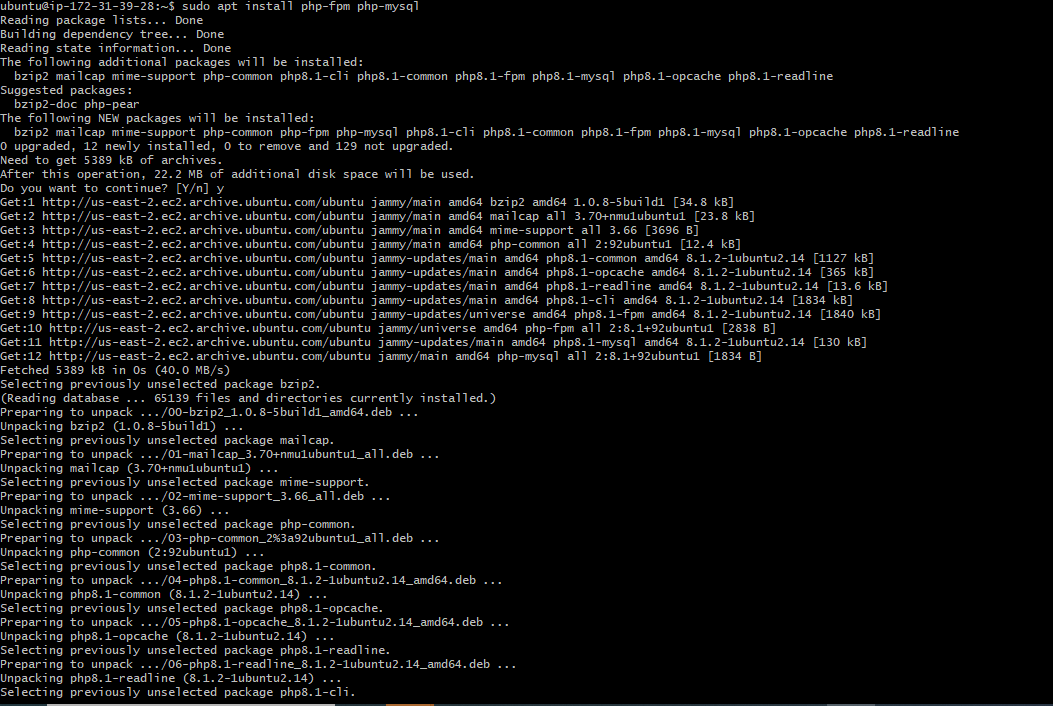 ubuntu@ip-172-31-39-28:~$ sudo apt install php-fpm php-mysql
Reading package lists... Done
Building dependency tree... Done
Reading state information... Done
The following additional packages will be installed:
  bzip2 mailcap mime-support php-common php8.1-cli php8.1-common php8.1-fpm php8.1-mysql php8.1-opcache php8.1-readline
Suggested packages:
  bzip2-doc php-pear
The following NEW packages will be installed:
  bzip2 mailcap mime-support php-common php-fpm php-mysql php8.1-cli php8.1-common php8.1-fpm php8.1-mysql php8.1-opcache php8.1-readline
0 upgraded, 12 newly installed, 0 to remove and 129 not upgraded.
Need to get 5389 kB of archives.
After this operation, 22.2 MB of additional disk space will be used.
Do you want to continue? [Y/n] y
Get:1 http://us-east-2.ec2.archive.ubuntu.com/ubuntu jammy/main amd64 bzip2 amd64 1.0.8-5build1 [34.8 kB]
Get:2 http://us-east-2.ec2.archive.ubuntu.com/ubuntu jammy/main amd64 mailcap all 3.70+nmu1ubuntu1 [23.8 kB]
Get:3 http://us-east-2.ec2.archive.ubuntu.com/ubuntu jammy/main amd64 mime-support all 3.66 [3696 B]
Get:4 http://us-east-2.ec2.archive.ubuntu.com/ubuntu jammy/main amd64 php-common all 2:92ubuntu1 [12.4 kB]
Get:5 http://us-east-2.ec2.archive.ubuntu.com/ubuntu jammy-updates/main amd64 php8.1-common amd64 8.1.2-1ubuntu2.14 [1127 kB]
Get:6 http://us-east-2.ec2.archive.ubuntu.com/ubuntu jammy-updates/main amd64 php8.1-opcache amd64 8.1.2-1ubuntu2.14 [365 kB]
Get:7 http://us-east-2.ec2.archive.ubuntu.com/ubuntu jammy-updates/main amd64 php8.1-readline amd64 8.1.2-1ubuntu2.14 [13.6 kB]
Get:8 http://us-east-2.ec2.archive.ubuntu.com/ubuntu jammy-updates/main amd64 php8.1-cli amd64 8.1.2-1ubuntu2.14 [1834 kB]
Get:9 http://us-east-2.ec2.archive.ubuntu.com/ubuntu jammy-updates/universe amd64 php8.1-fpm amd64 8.1.2-1ubuntu2.14 [1840 kB]
Get:10 http://us-east-2.ec2.archive.ubuntu.com/ubuntu jammy/universe amd64 php-fpm all 2:8.1+92ubuntu1 [2838 B]
Get:11 http://us-east-2.ec2.archive.ubuntu.com/ubuntu jammy-updates/main amd64 php8.1-mysql amd64 8.1.2-1ubuntu2.14 [130 kB]
Get:12 http://us-east-2.ec2.archive.ubuntu.com/ubuntu jammy/main amd64 php-mysql all 2:8.1+92ubuntu1 [1834 B]
Fetched 5389 kB in 0s (40.0 MB/s)
Selecting previously unselected package bzip2.
(Reading database ... 65139 files and directories currently installed.)
Preparing to unpack .../00-bzip2_1.0.8-5build1_amd64.deb ...
Unpacking bzip2 (1.0.8-5build1) ...
Selecting previously unselected package mailcap.
Preparing to unpack .../01-mailcap_3.70+nmu1ubuntu1_all.deb ...
Unpacking mailcap (3.70+nmu1ubuntu1) ...
Selecting previously unselected package mime-support.
Preparing to unpack .../02-mime-support_3.66_all.deb ...
Unpacking mime-support (3.66) ...
Selecting previously unselected package php-common.
Preparing to unpack .../03-php-common_2%3a92ubuntu1_all.deb ...
Unpacking php-common (2:92ubuntu1) ...
Selecting previously unselected package php8.1-common.
Preparing to unpack .../04-php8.1-common_8.1.2-1ubuntu2.14_amd64.deb ...
Unpacking php8.1-common (8.1.2-1ubuntu2.14) ...
Selecting previously unselected package php8.1-opcache.
Preparing to unpack .../05-php8.1-opcache_8.1.2-1ubuntu2.14_amd64.deb ...
Unpacking php8.1-opcache (8.1.2-1ubuntu2.14) ...
Selecting previously unselected package php8.1-readline.
Preparing to unpack .../06-php8.1-readline_8.1.2-1ubuntu2.14_amd64.deb ...
Unpacking php8.1-readline (8.1.2-1ubuntu2.14) ...
Selecting previously unselected package php8.1-cli.